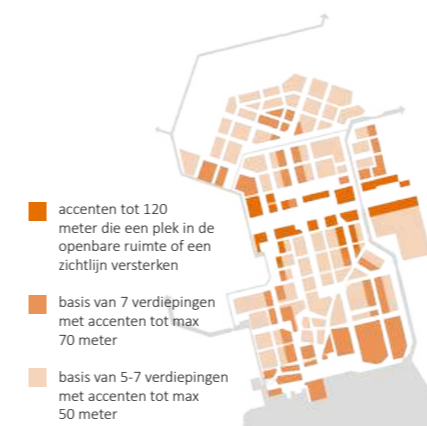 accenten tot 120
meter die een plek in de
openbare ruimte of een
zichtlijn versterken
basis van 7 verdiepingen
met accenten tot max
70 meter
basis van 5-7 verdiepingen
met accenten tot max
50 meter